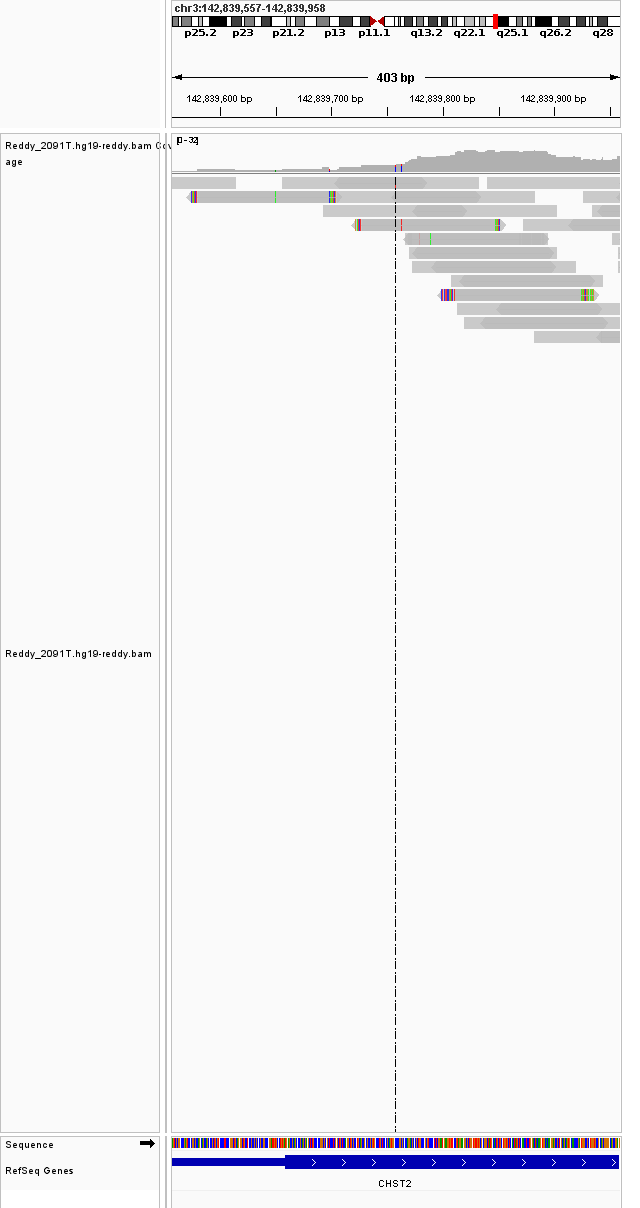 chr3:142,839,557-142,839,958
p25.2 p23 p21.2 p13 p11.1 q13.2 q22.1 q25.1 q26.2 q28
403 bp
142,839,600 bp 142,839,700 bp 142,839,800 bp 142,839,900 bp
Reddy_2091T.hg19-reddy.bam Cov
age
[0-32]
Reddy_2091T.hg19-reddy.bam
Sequence
RefSeq Genes
CHST2